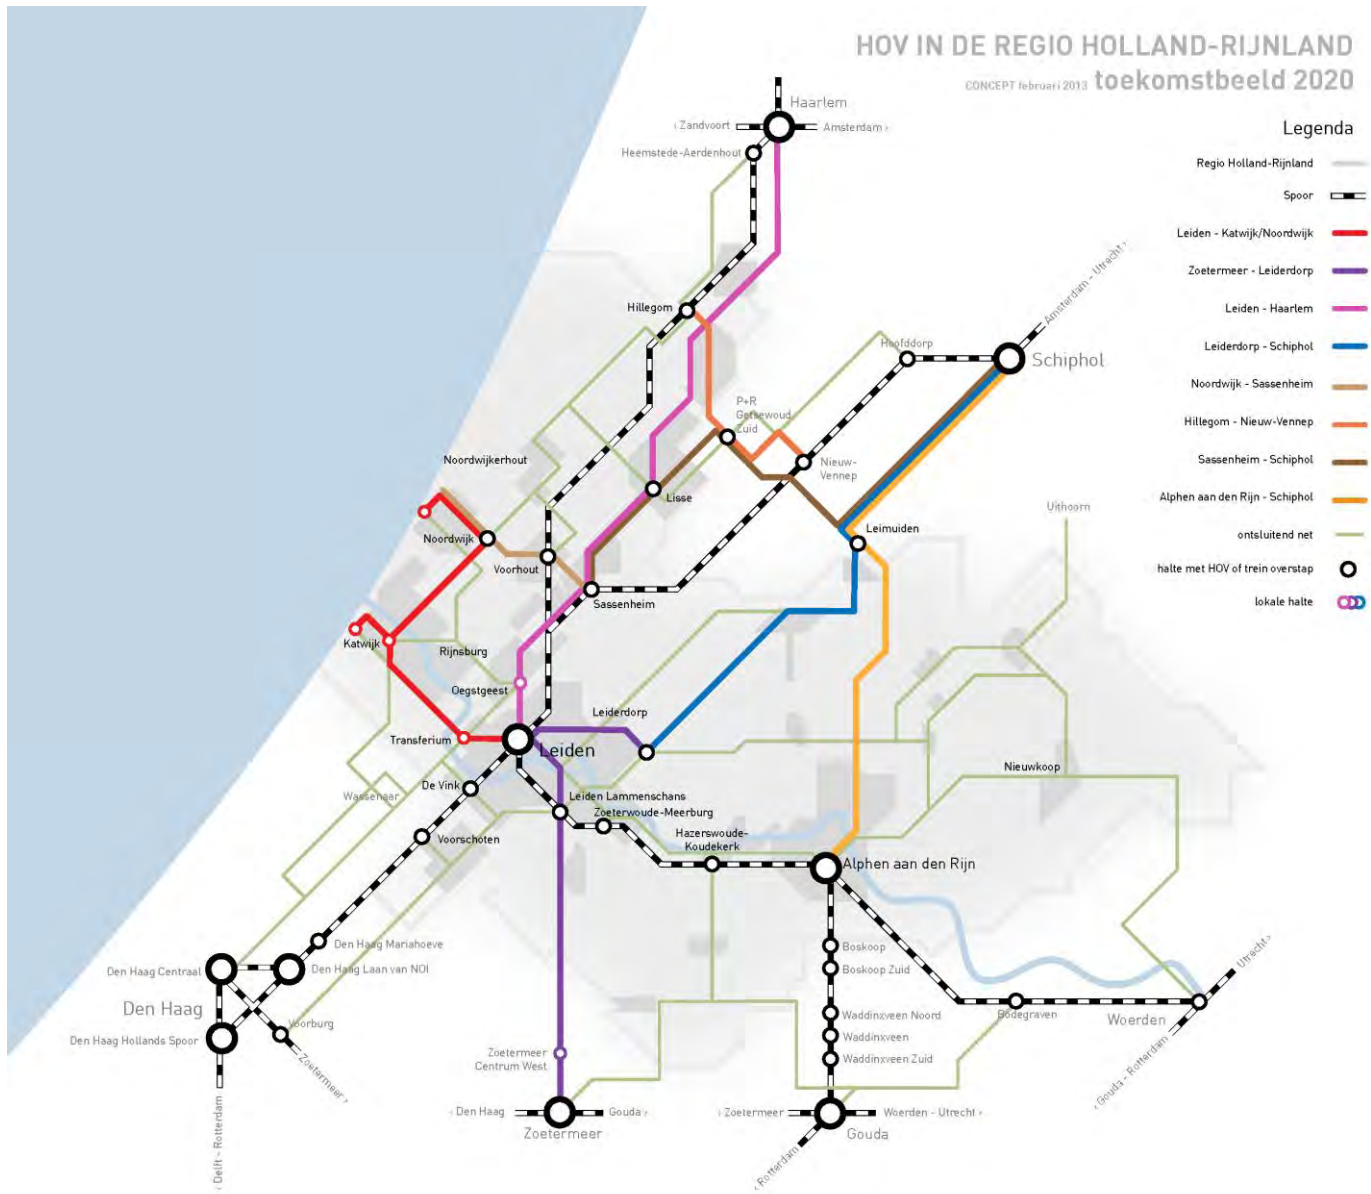 HOV IN DE REGIO HOLLAND-RIJNLAND
CONCEPT februari 2013 toekomstbeeld 2020
Legenda
Regio Holland-Rijnland
Spoor
Leiden - Katwijk/Noordwijk
Zoetermeer - Leiderdorp
Leiden - Haarlem
Leiderdorp - Schiphol
Noordwijk - Sassenheim
Hillegom - Nieuw-Vennep
Sassenheim - Schiphol
Alphen aan den Rijn - Schiphol
ontsluitend net
halte met HOV of trein overstap
lokale halte
Haarlem
‹ Zandvoort
Amsterdam ›
Heemstede-Aerdenhout
Amsterdam - Utrecht ›
Hillegom
Hoofddorp
Schiphol
P+R
Getsewoud
Zuid
Noordwijkerhout
Nieuw-
Vennep
Lisse
Uithoorn
Noordwijk
Leimuiden
Voorhout
Sassenheim
Katwijk
Rijnsburg
Oegstgeest
Leiderdorp
Transferium
Leiden
Nieuwkoop
De Vink
Wassenaar
Leiden Lammenschans
Zoeterwoude-Meerburg
Voorschoten
Hazerswoude-
Koudekerk
Alphen aan den Rijn
Den Haag Mariahoeve
Boskoop
Den Haag Centraal
Den Haag Laan van NOI
Boskoop Zuid
Utrecht ›
Den Haag
Waddinxveen Noord
Bodegraven
Woerden
Voorburg
Den Haag Hollands Spoor
Waddinxveen
Zoetermeer
Centrum West
Waddinxveen Zuid
Zoetermeer ›
‹ Gouda - Rotterdam
‹ Delft - Rotterdam
‹ Den Haag
Gouda ›
Zoetermeer
‹ Zoetermeer
Woerden - Utrecht ›
Gouda
‹ Rotterdam